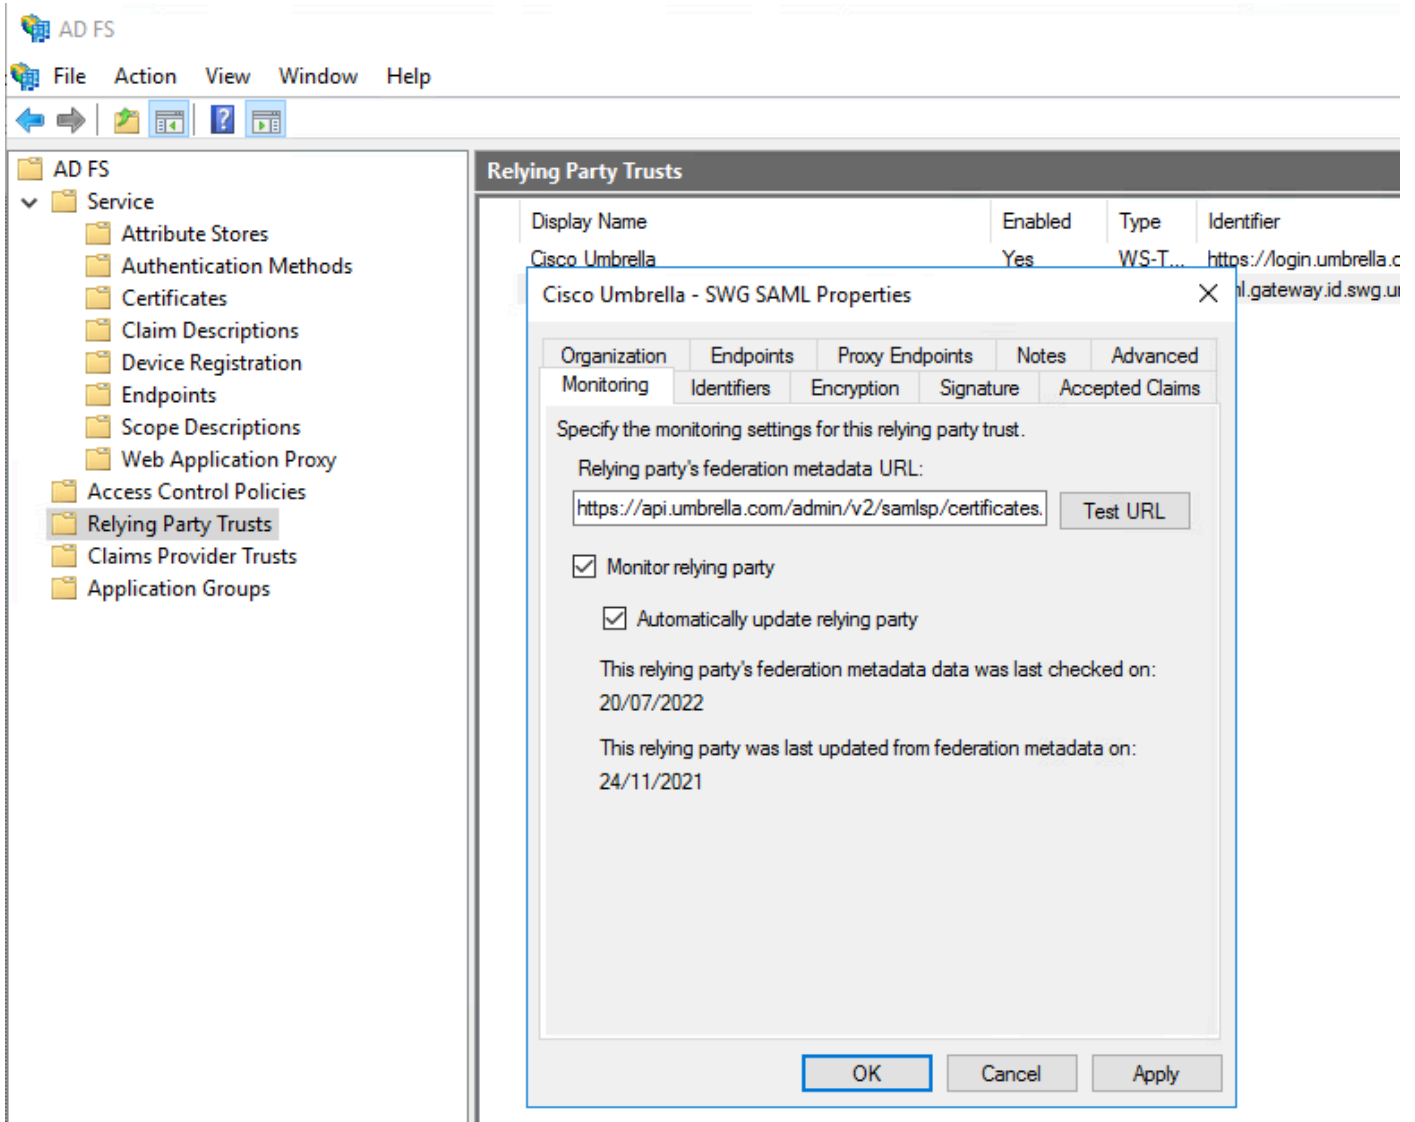 AD FS
File Action View Window Help
AD FS
Service
Attribute Stores
Authentication Methods
Certificates
Claim Descriptions
Device Registration
Endpoints
Scope Descriptions
Web Application Proxy
Access Control Policies
Relying Party Trusts
Claims Provider Trusts
Application Groups
Relying Party Trusts
Display Name Enabled Type Identifier
Cisco Umbrella Yes WS-T... https://login.umbrella.c
nl.gateway.id.swg.ur
Cisco Umbrella - SWG SAML Properties
Organization Endpoints Proxy Endpoints Notes Advanced
Monitoring Identifiers Encryption Signature Accepted Claims
Specify the monitoring settings for this relying party trust.
Relying party's federation metadata URL:
https://api.umbrella.com/admin/v2/samlsp/certificates. Test URL
Monitor relying party
Automatically update relying party
This relying party's federation metadata data was last checked on:
20/07/2022
This relying party was last updated from federation metadata on:
24/11/2021
OK Cancel Apply